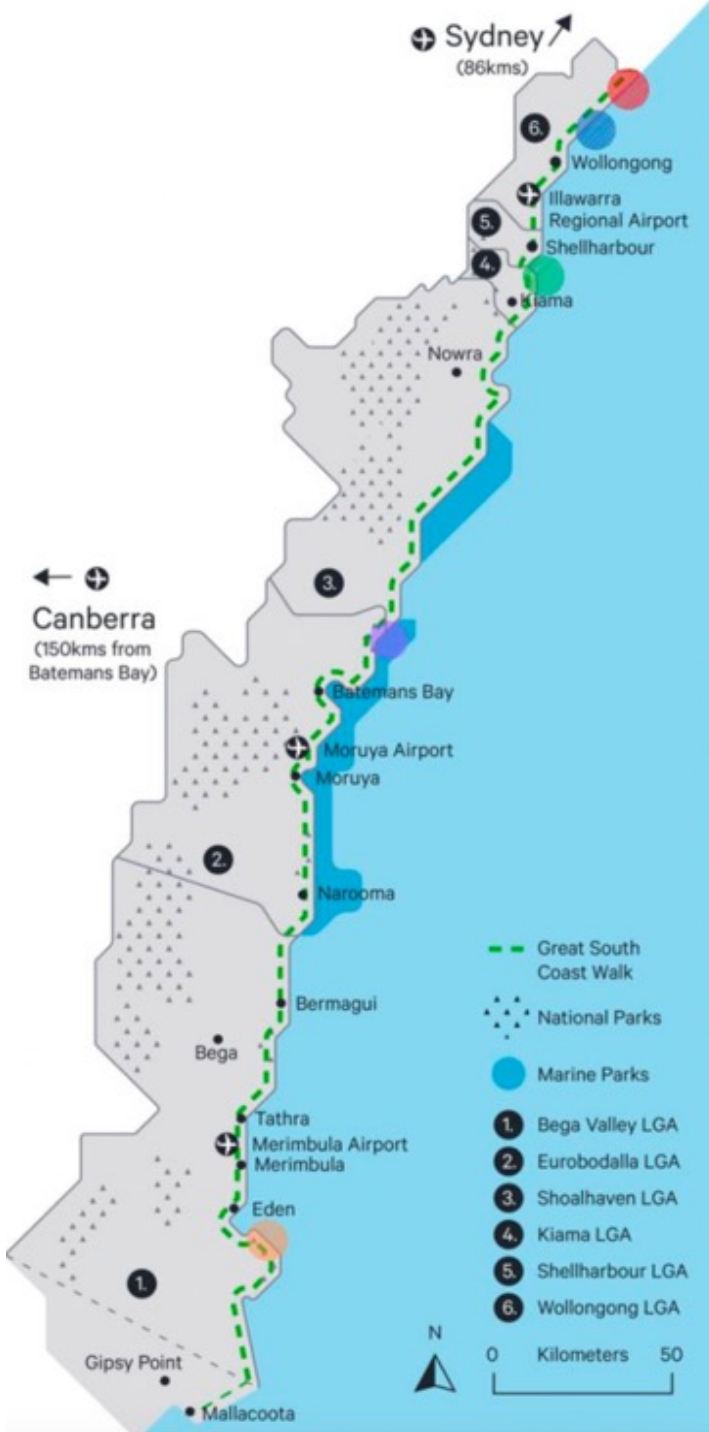 Sydney
(86kms)
6.
Wollongong
Illawarra
Regional Airport
5.
Shellharbour
4.
Kiama
Nowra
3.
Canberra
(150kms from
Batemans Bay)
Batemans Bay
Moruya Airport
Moruya
2.
Narooma
Bermagui
Bega
Tathra
Merimbula Airport
Merimbula
Eden
1.
Gipsy Point
Mallacoota
Great South
Coast Walk
National Parks
Marine Parks
1. Bega Valley LGA
2. Eurobodalla LGA
3. Shoalhaven LGA
4. Kiama LGA
5. Shellharbour LGA
6. Wollongong LGA
N
0 Kilometers 50